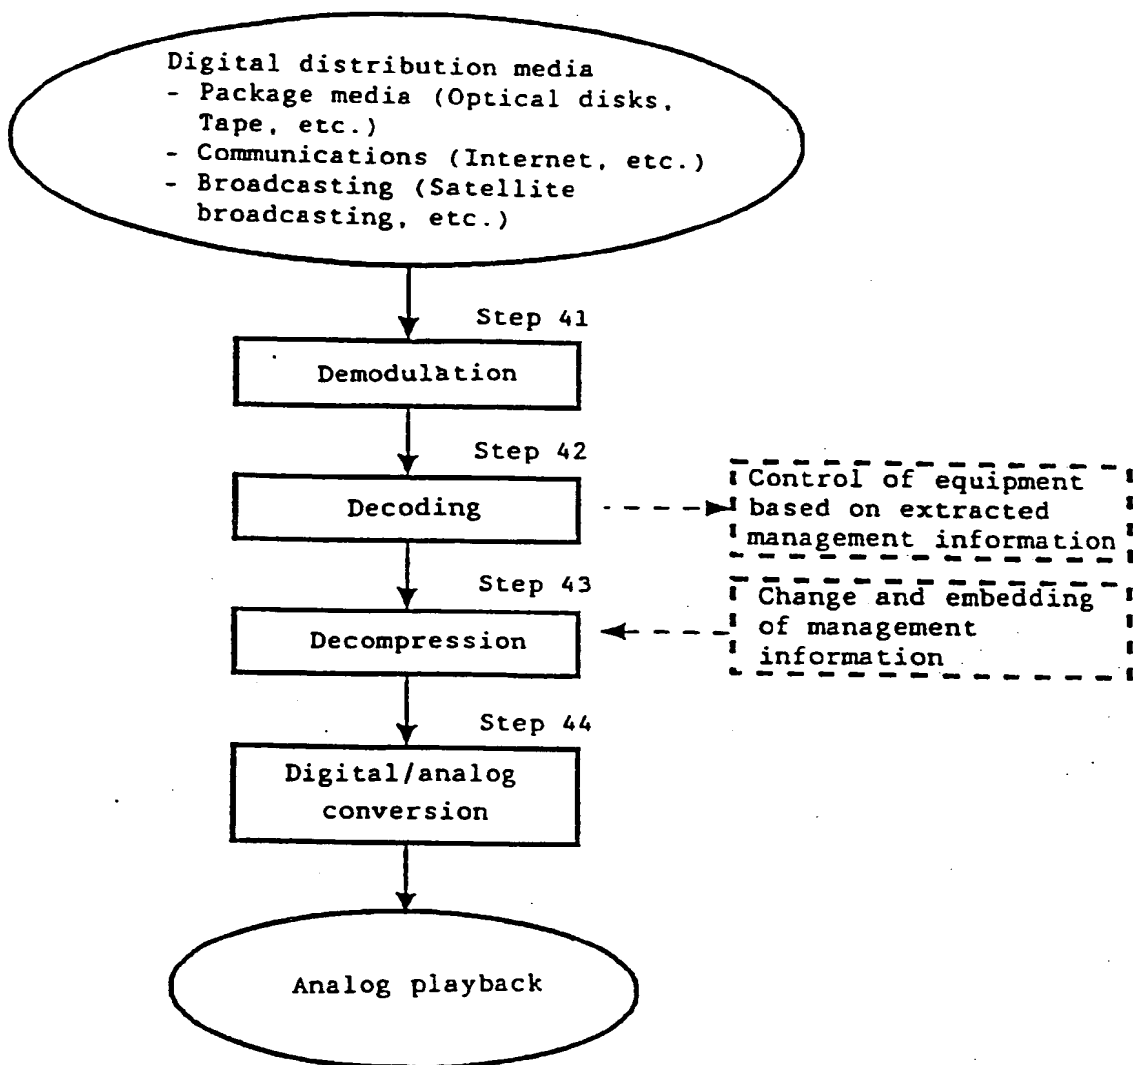 Digital distribution media
- Package media (Optical disks,
Tape, etc.)
- Communications (Internet, etc.)
- Broadcasting (Satellite
broadcasting, etc.)
Step 41
Demodulation
Step 42
Decoding
Control of equipment
based on extracted
management information
Step 43
Decompression
Change and embedding
of management
information
Step 44
Digital/analog
conversion
Analog playback